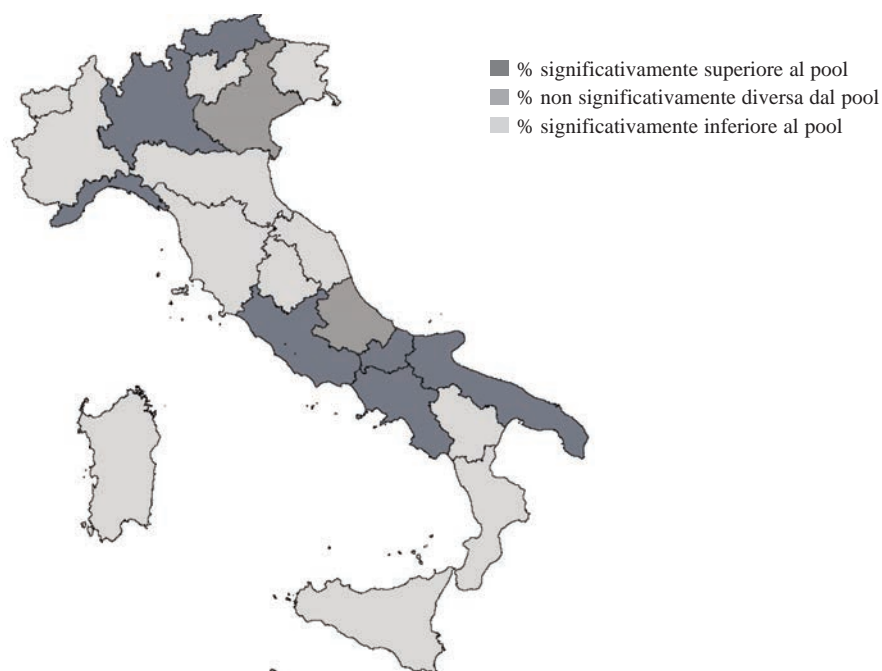 % significativamente superiore al pool
% non significativamente diversa dal pool
% significativamente inferiore al pool